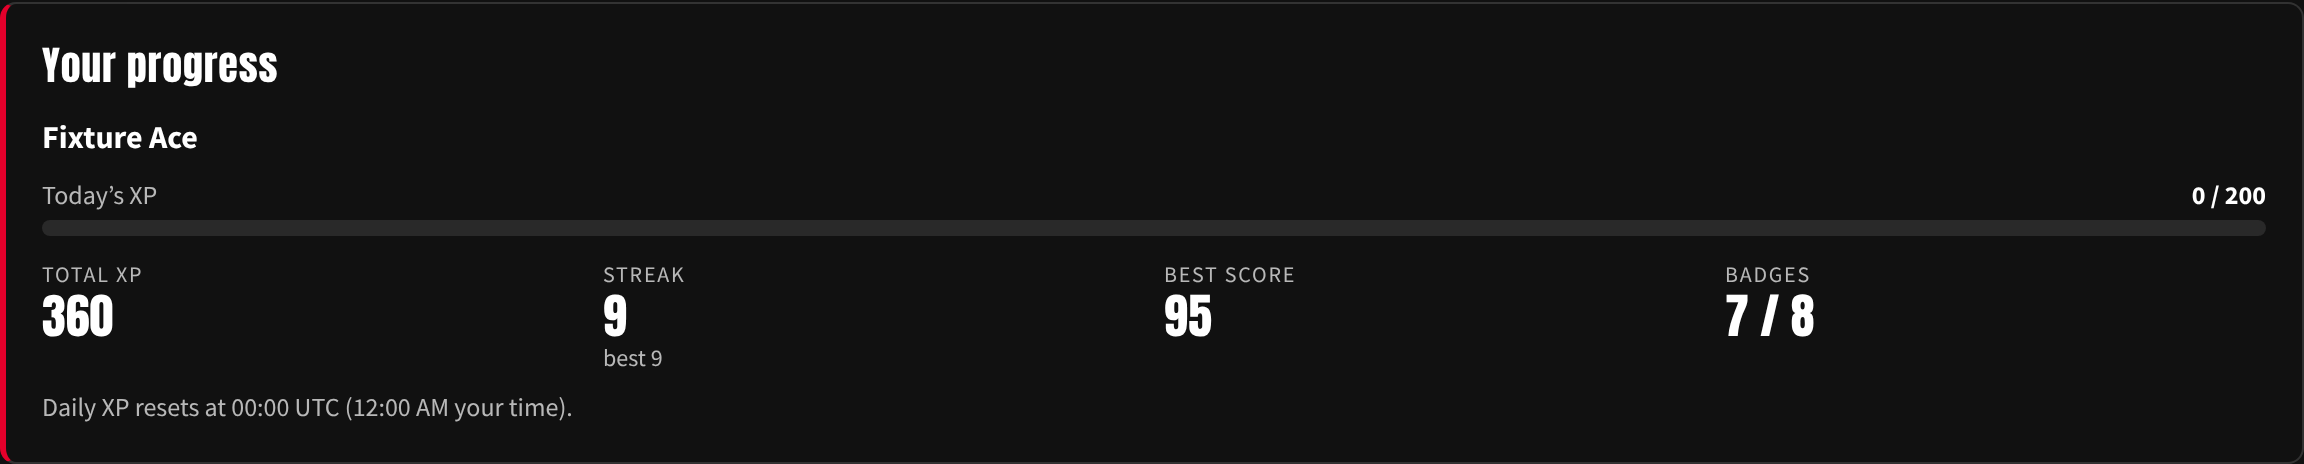 Your progress
Fixture Ace
Today’s XP 0 / 200
TOTAL XP STREAK BEST SCORE BADGES
360 9 95 7 / 8
best 9
Daily XP resets at 00:00 UTC (12:00 AM your time).